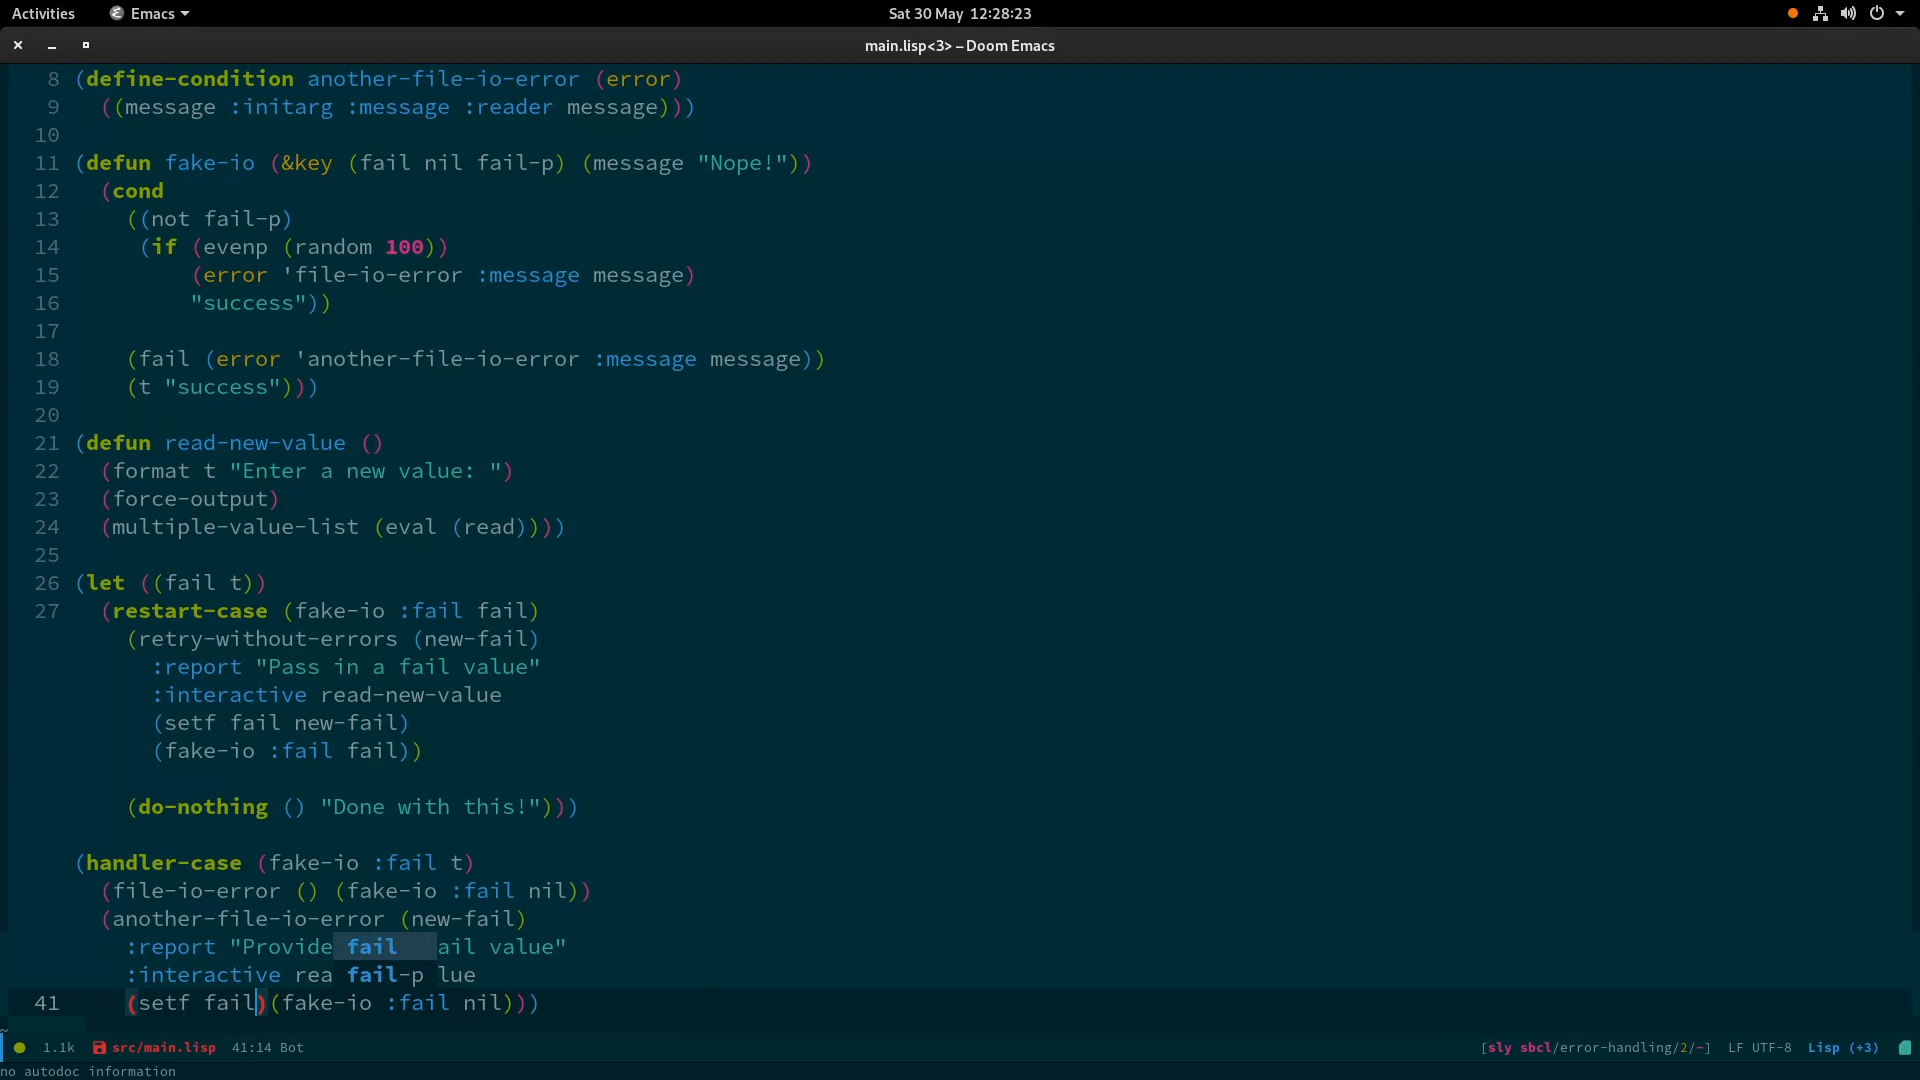 Activities Emacs Sat 30 May 12:28:23
main.lisp<3> – Doom Emacs
8 (define-condition another-file-io-error (error)
9 ((message :initarg :message :reader message)))
10
11 (defun fake-io (&key (fail nil fail-p) (message "Nope!"))
12 (cond
13 ((not fail-p)
14 (if (evenp (random 100))
15 (error 'file-io-error :message message)
16 "success"))
17
18 (fail (error 'another-file-io-error :message message))
19 (t "success")))
20
21 (defun read-new-value ()
22 (format t "Enter a new value: ")
23 (force-output)
24 (multiple-value-list (eval (read))))
25
26 (let ((fail t))
27 (restart-case (fake-io :fail fail)
(retry-without-errors (new-fail)
:report "Pass in a fail value"
:interactive read-new-value
(setf fail new-fail)
(fake-io :fail fail))
(do-nothing () "Done with this!")))
(handler-case (fake-io :fail t)
(file-io-error () (fake-io :fail nil))
(another-file-io-error (new-fail)
:report "Provide fail ail value"
:interactive rea fail-p lue
41 (setf fail)(fake-io :fail nil)))
~
1.1k src/main.lisp 41:14 Bot [sly sbcl/error-handling/2/-] LF UTF-8 Lisp (+3)
no autodoc information